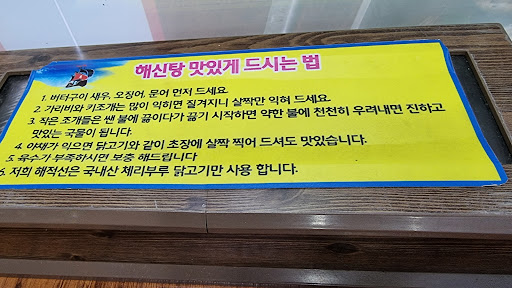 해신탕 맛있게 드시는 법
1. 버터구이 새우, 오징어, 문어 먼저 드세요.
2. 가리비와 키조개는 많이 익히면 질겨지니 살짝만 익혀 드세요.
3. 작은 조개들은 쌘 불에 끓이다가 끓기 시작하면 약한 불에 천천히 우려내면 진하고
맛있는 국물이 됩니다.
4. 야채가 익으면 닭고기와 같이 초장에 살짝 찍어 드셔도 맛있습니다.
5. 육수가 부족하시면 보충 해드립니다
6. 저희 해적선은 국내산 체리부루 닭고기만 사용 합니다.